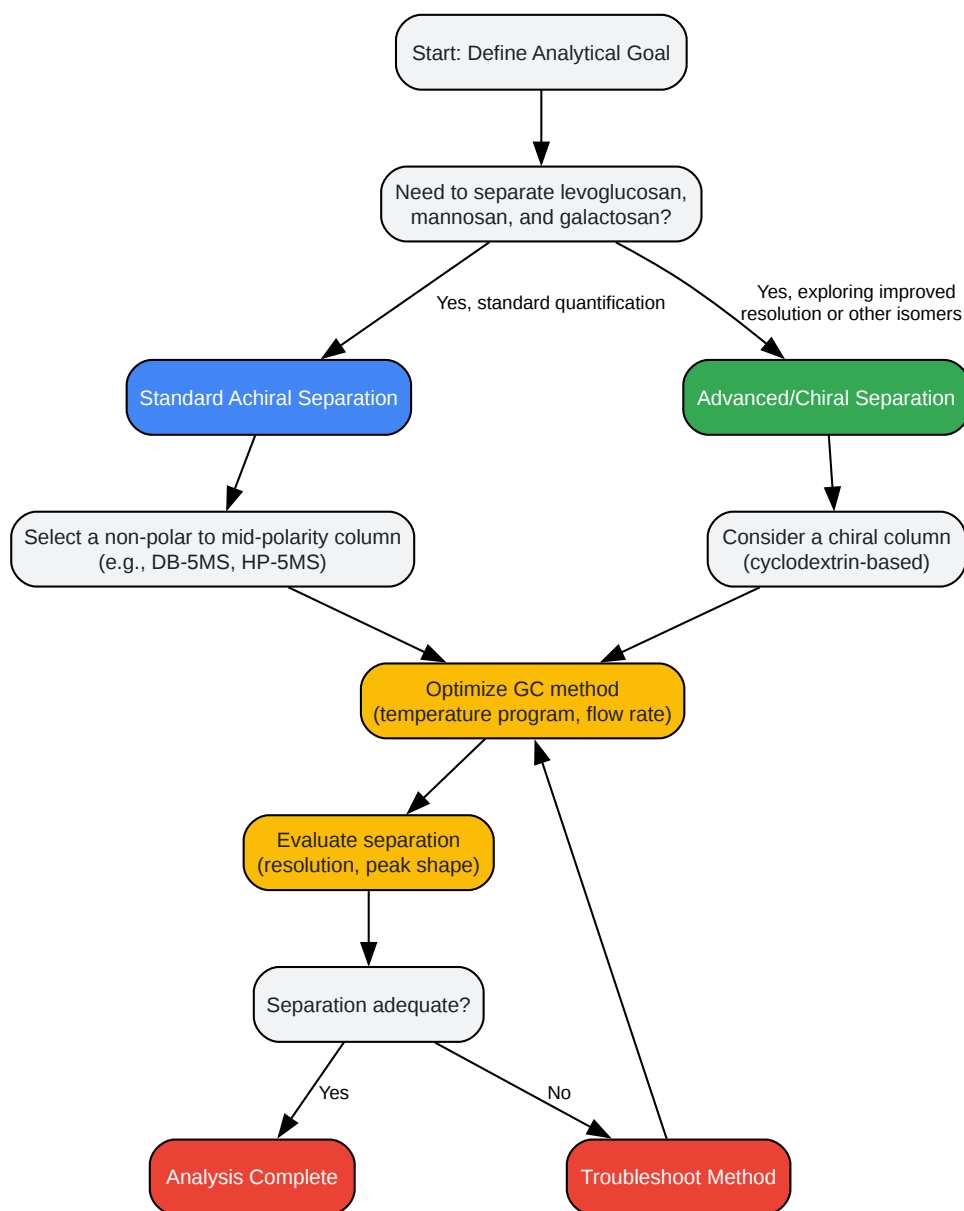 Start: Define Analytical Goal
Need to separate levoglucosan,
mannosan, and galactosan?
Yes, standard quantification
Yes, exploring improved
resolution or other isomers
Standard Achiral Separation
Advanced/Chiral Separation
Select a non-polar to mid-polarity column
(e.g., DB-5MS, HP-5MS)
Consider a chiral column
(cyclodextrin-based)
Optimize GC method
(temperature program, flow rate)
Evaluate separation
(resolution, peak shape)
Separation adequate?
Yes
No
Analysis Complete
Troubleshoot Method